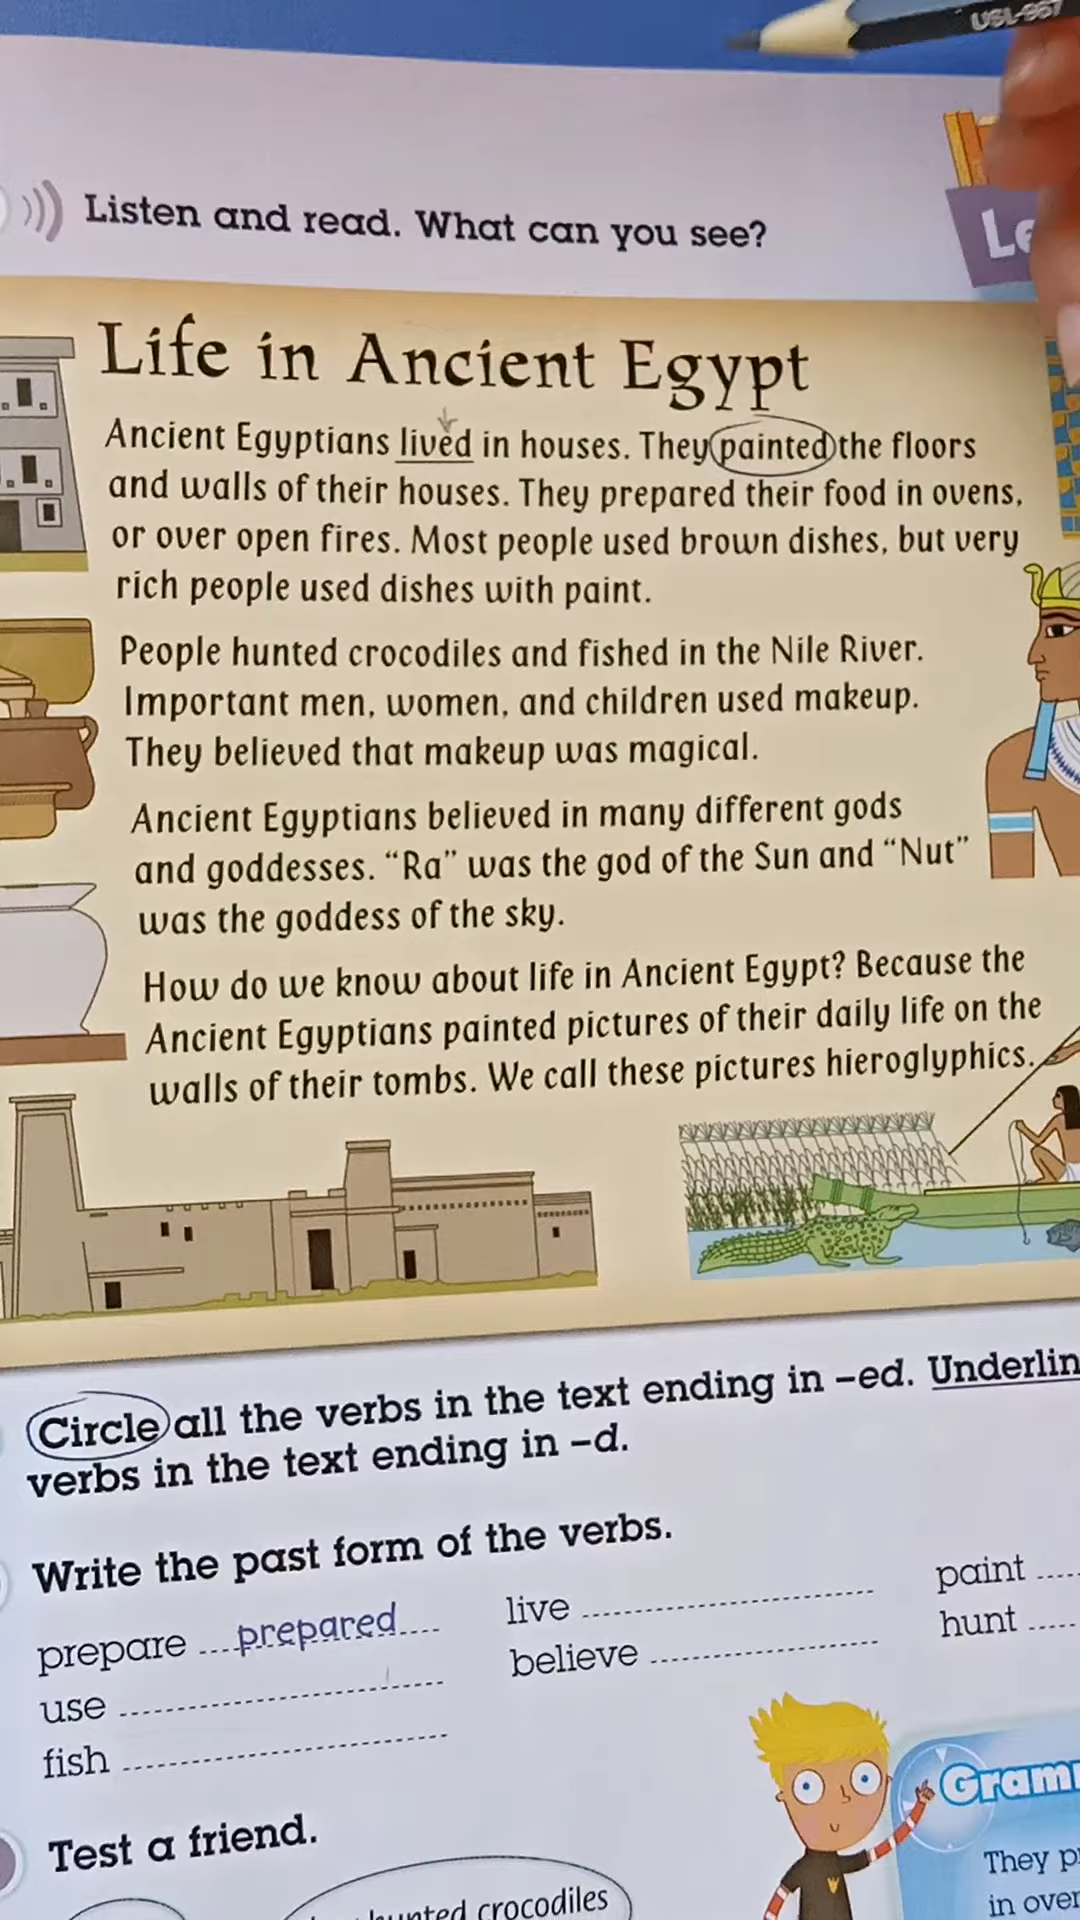 USL-967
Listen and read. What can you see?
Life in Ancient Egypt
Ancient Egyptians lived in houses. They painted the floors
and walls of their houses. They prepared their food in ovens,
or over open fires. Most people used brown dishes, but very
rich people used dishes with paint.
People hunted crocodiles and fished in the Nile River.
Important men, women, and children used makeup.
They believed that makeup was magical.
Ancient Egyptians believed in many different gods
and goddesses. “Ra” was the god of the Sun and “Nut”
was the goddess of the sky.
How do we know about life in Ancient Egypt? Because the
Ancient Egyptians painted pictures of their daily life on the
walls of their tombs. We call these pictures hieroglyphics.
Circle all the verbs in the text ending in –ed. Underlin
verbs in the text ending in –d.
Write the past form of the verbs.
prepare prepared live paint
use believe hunt
fish
Test a friend.
hunted crocodiles
Gram
They p
in over